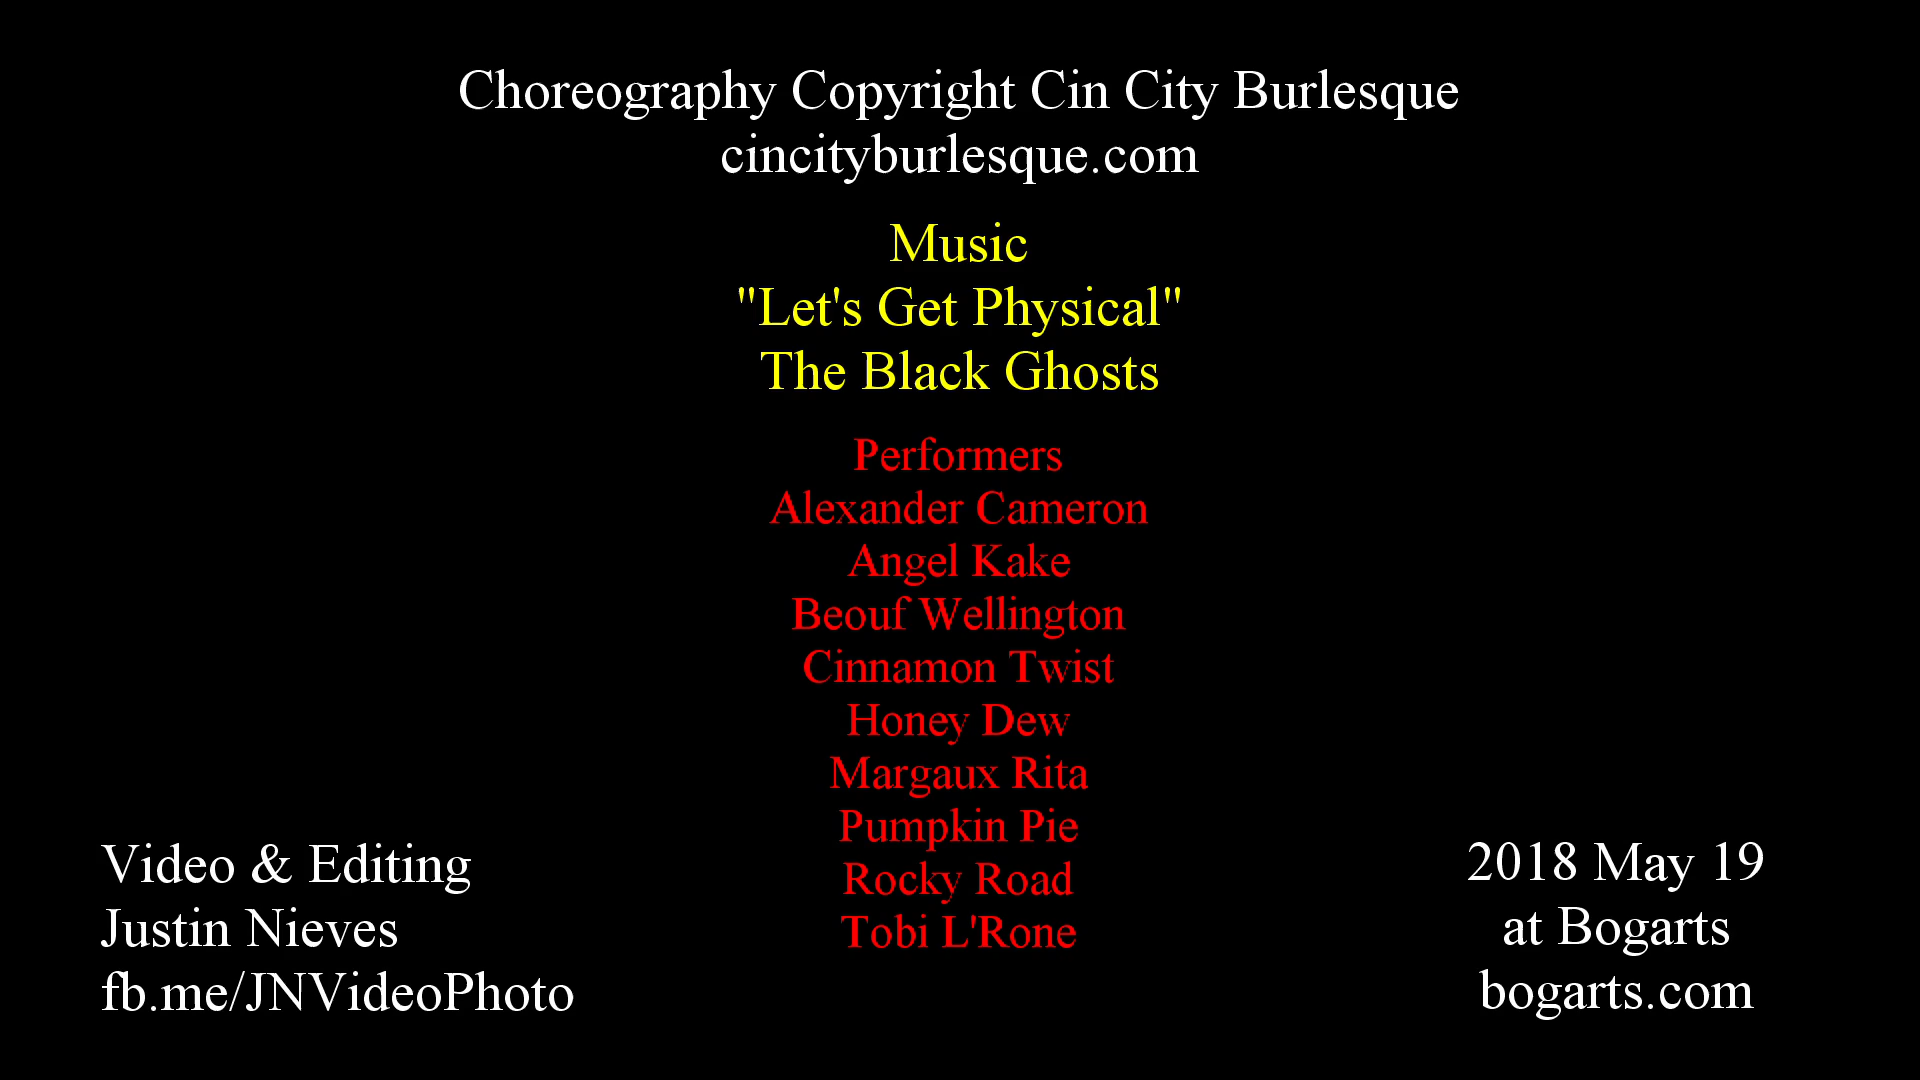 Choreography Copyright Cin City Burlesque
cincityburlesque.com
Music
"Let's Get Physical"
The Black Ghosts
Performers
Alexander Cameron
Angel Kake
Beouf Wellington
Cinnamon Twist
Honey Dew
Margaux Rita
Pumpkin Pie
Rocky Road
Tobi L'Rone
Video & Editing
Justin Nieves
fb.me/JNVideoPhoto
2018 May 19
at Bogarts
bogarts.com